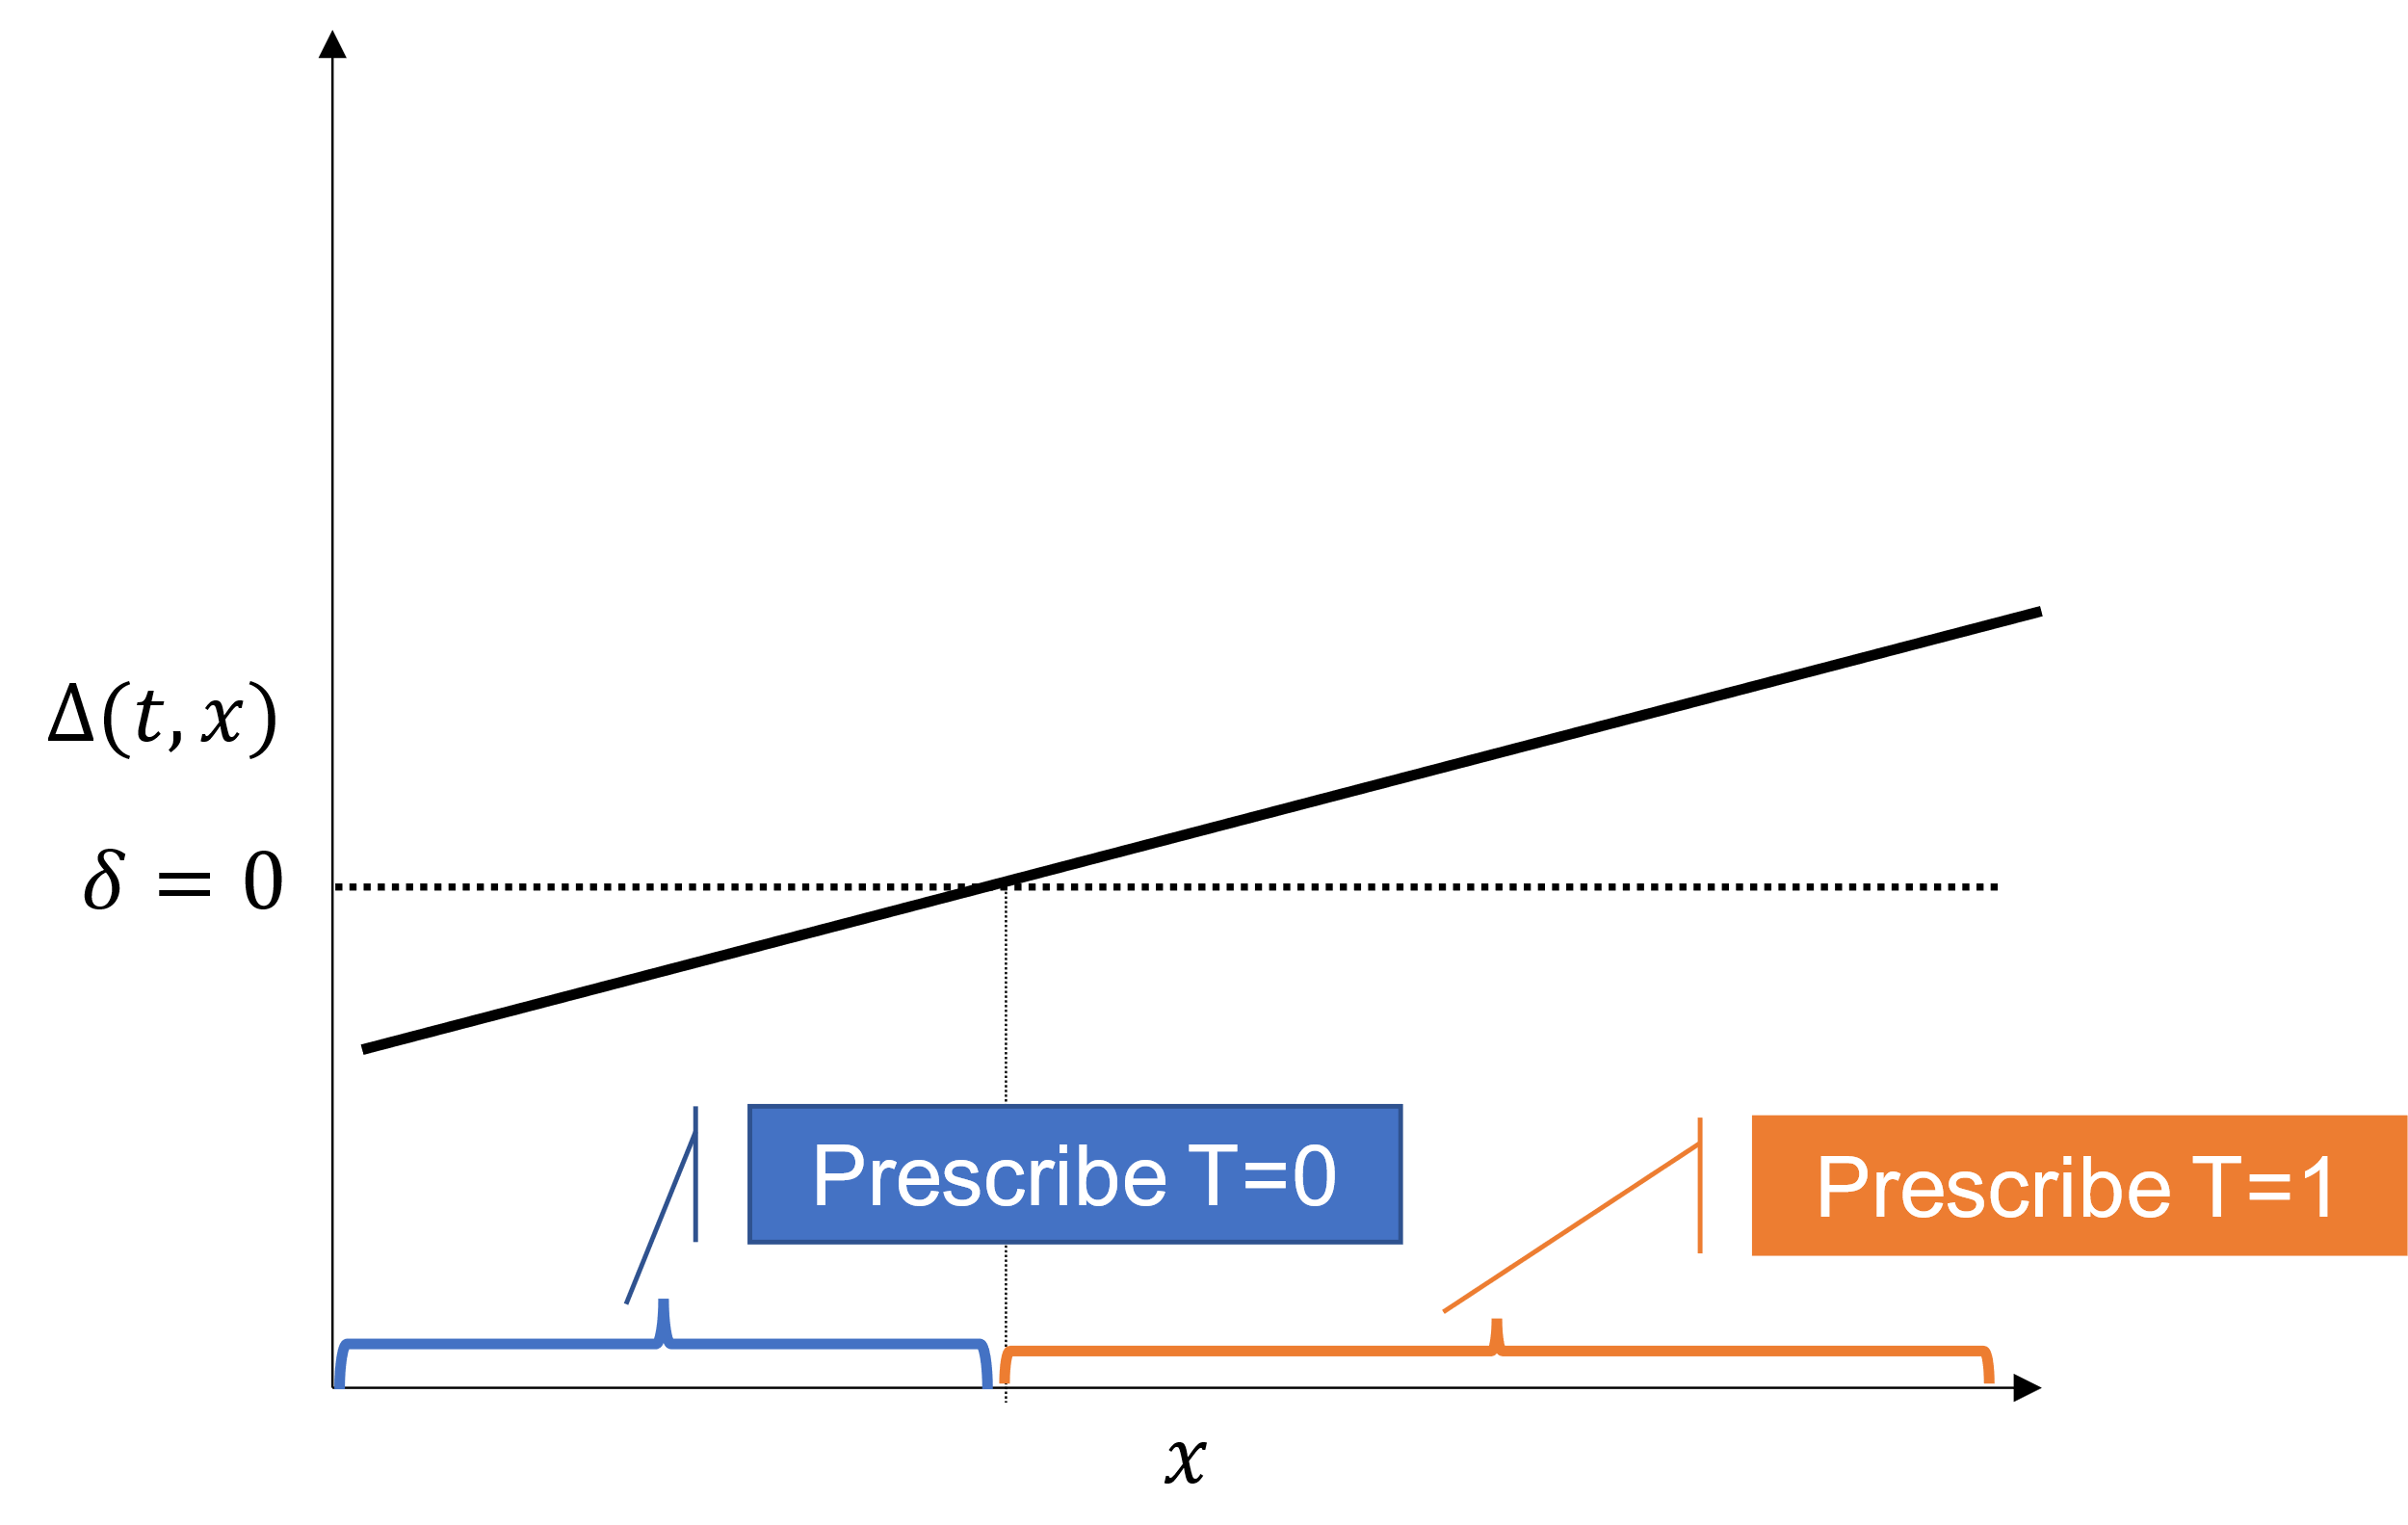 Δ(t, x)
δ = 0
Prescribe T=0
Prescribe T=1
x